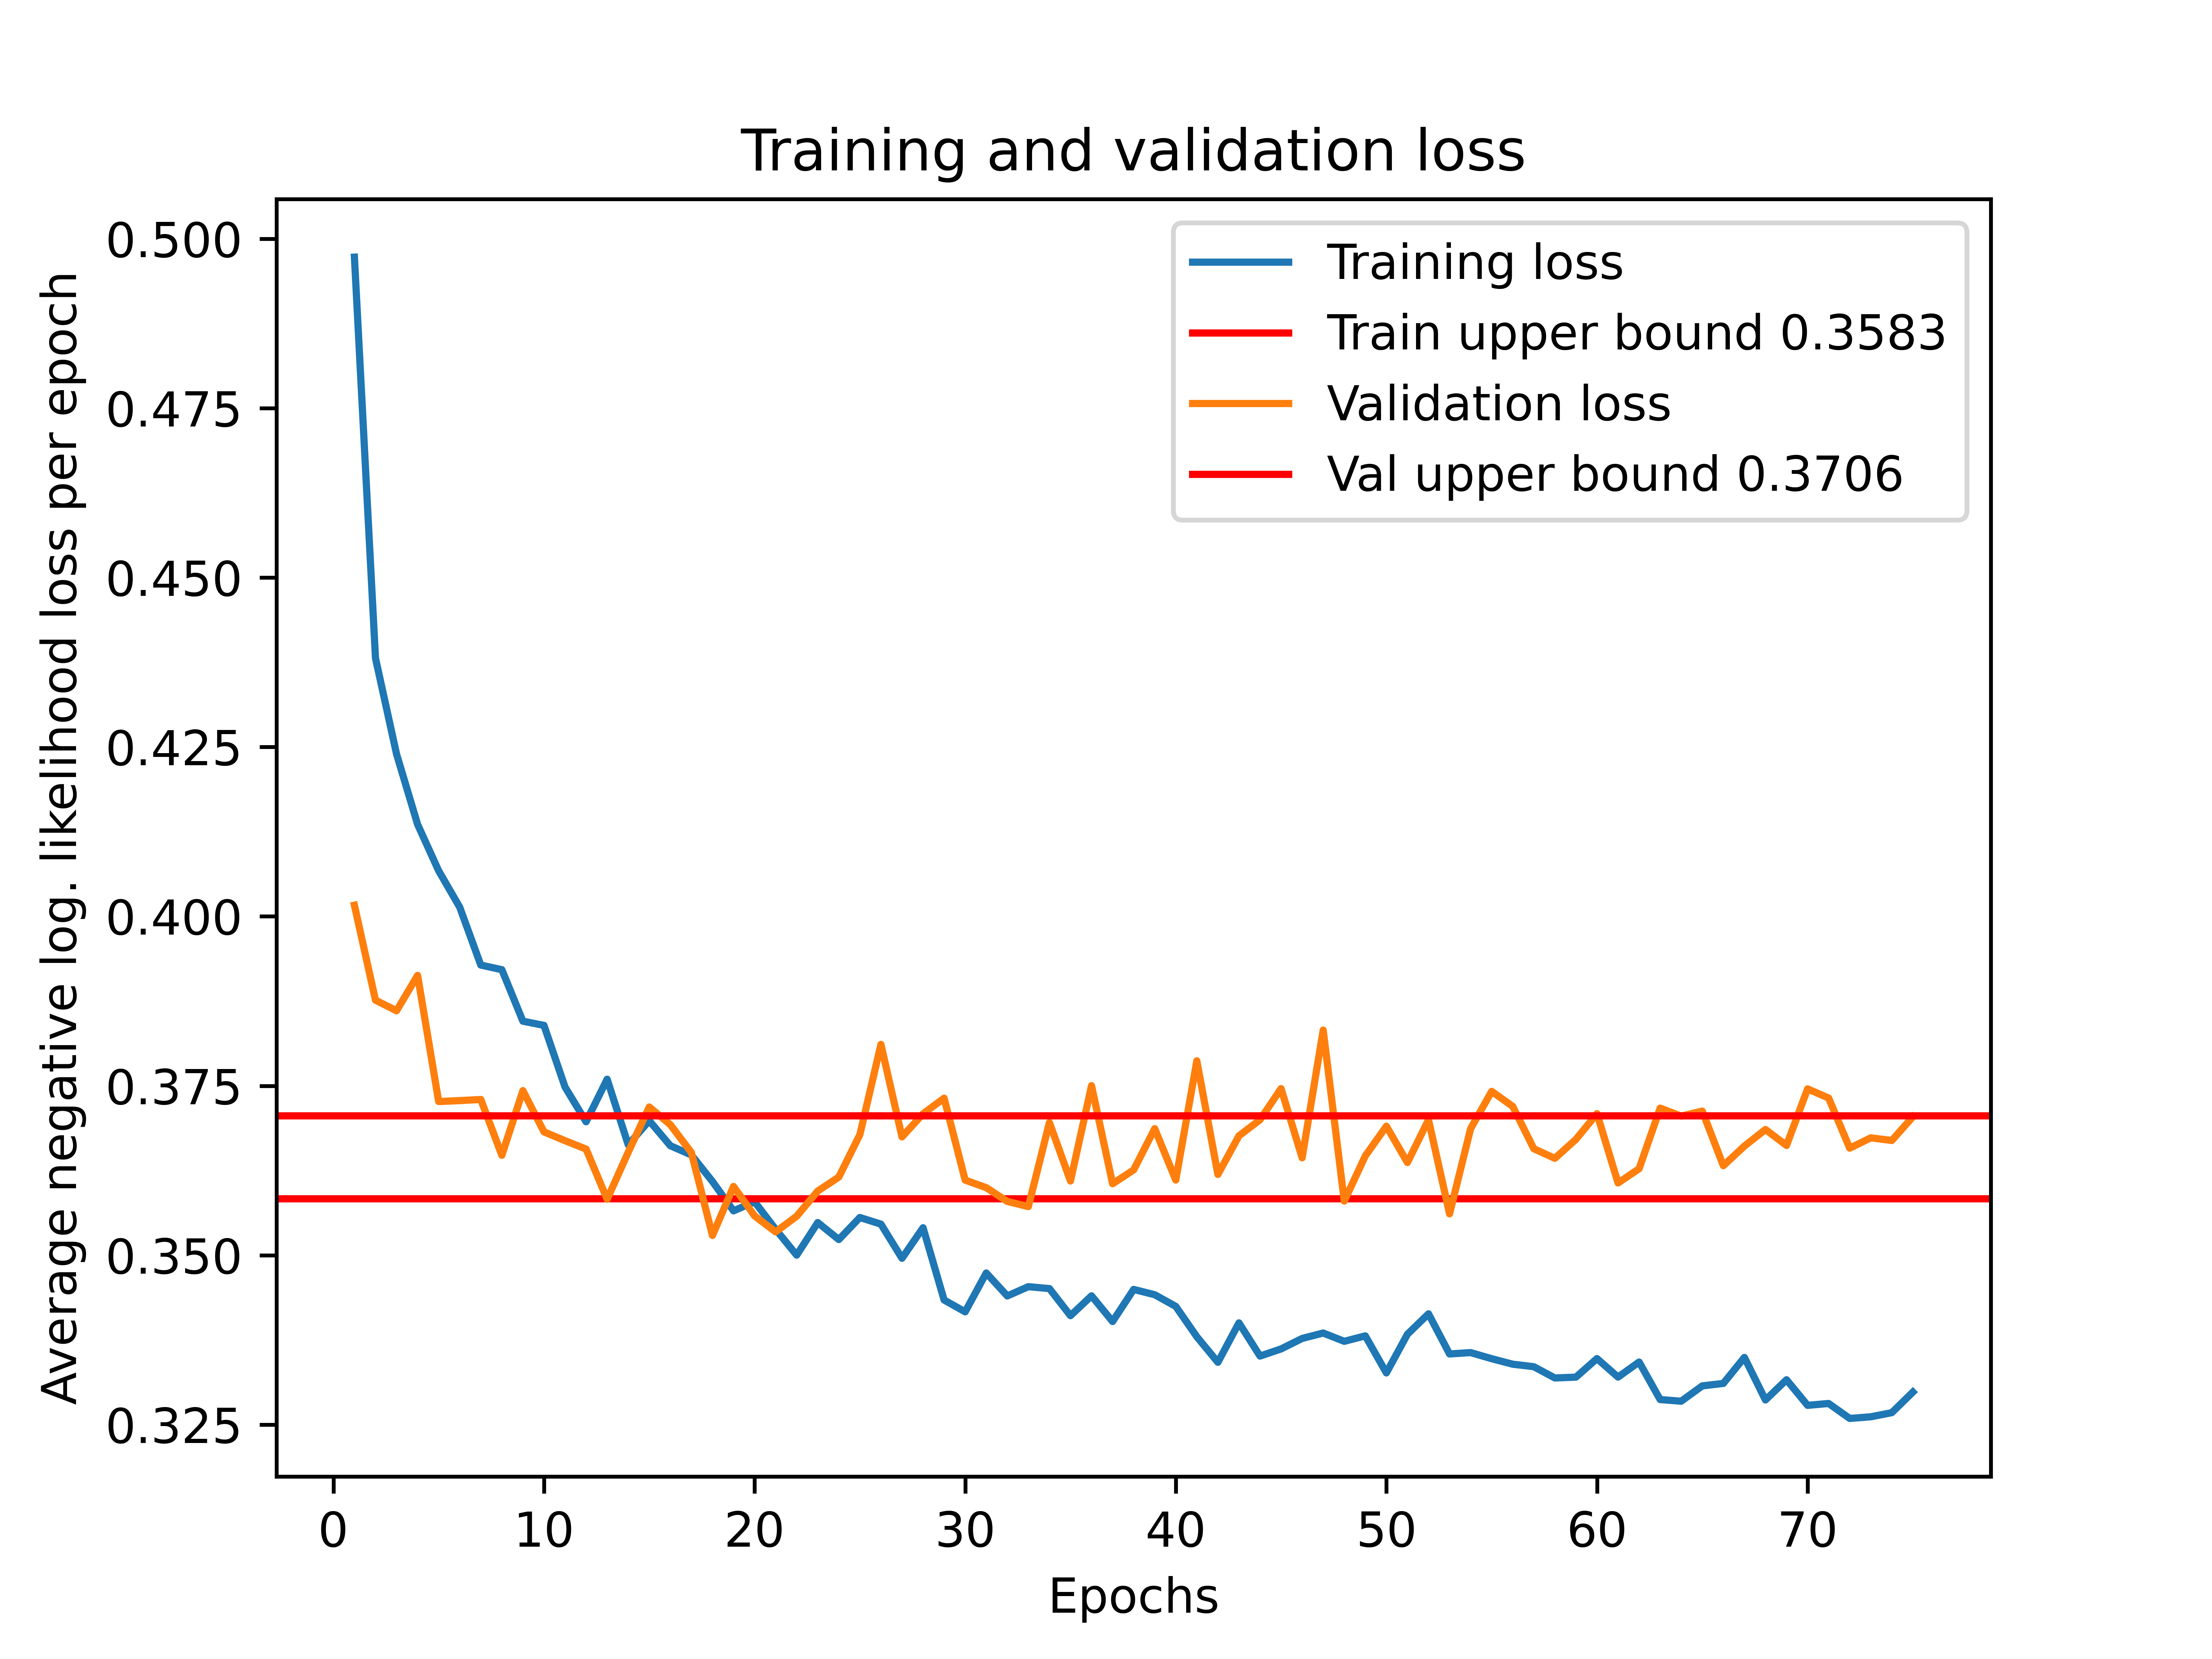 Training and validation loss
Average negative log. likelihood loss per epoch
0.500
0.475
0.450
0.425
0.400
0.375
0.350
0.325
Training loss
Train upper bound 0.3583
Validation loss
Val upper bound 0.3706
0 10 20 30 40 50 60 70
Epochs